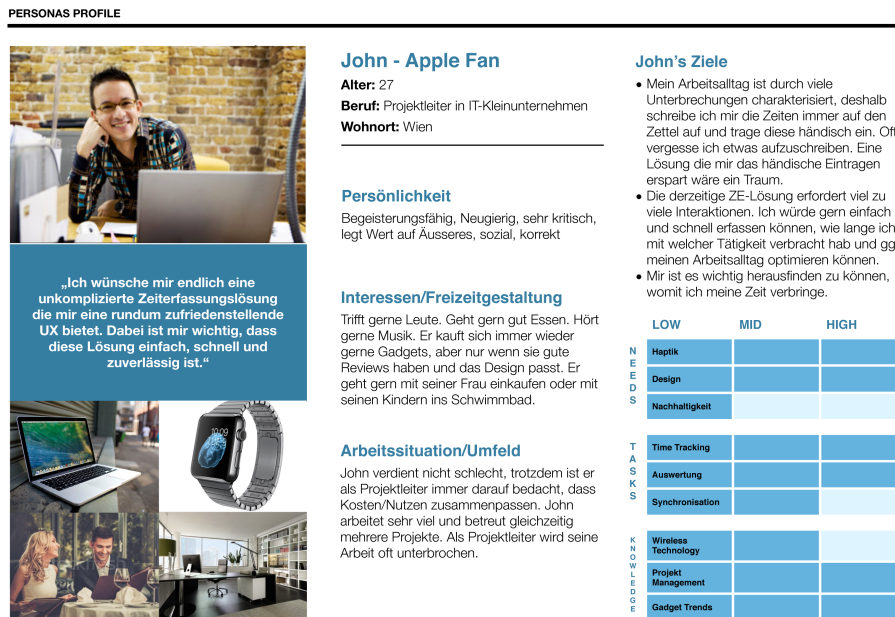 PERSONAS PROFILE
John - Apple Fan
Alter: 27
Beruf: Projektleiter in IT-Kleinunternehmen
Wohnort: Wien
Persönlichkeit
Begeisterungsfähig, Neugierig, sehr kritisch,
legt Wert auf Äusseres, sozial, korrekt
Interessen/Freizeitgestaltung
Trifft gerne Leute. Geht gern gut Essen. Hört
gerne Musik. Er kauft sich immer wieder
gerne Gadgets, aber nur wenn sie gute
Reviews haben und das Design passt. Er
geht gern mit seiner Frau einkaufen oder mit
seinen Kindern ins Schwimmbad.
Arbeitssituation/Umfeld
John verdient nicht schlecht, trotzdem ist er
als Projektleiter immer darauf bedacht, dass
Kosten/Nutzen zusammenpassen. John
arbeitet sehr viel und betreut gleichzeitig
mehrere Projekte. Als Projektleiter wird seine
Arbeit oft unterbrochen.
„Ich wünsche mir endlich eine
unkomplizierte Zeiterfassungslösung
die mir eine rundum zufriedenstellende
UX bietet. Dabei ist mir wichtig, dass
diese Lösung einfach, schnell und
zuverlässig ist.“
10:09
John's Ziele
• Mein Arbeitsalltag ist durch viele
Unterbrechungen charakterisiert, deshalb
schreibe ich mir die Zeiten immer auf den
Zettel auf und trage diese händisch ein. Oft
vergesse ich etwas aufzuschreiben. Eine
Lösung die mir das händische Eintragen
erspart wäre ein Traum.
• Die derzeitige ZE-Lösung erfordert viel zu
viele Interaktionen. Ich würde gern einfach
und schnell erfassen können, wie lange ich
mit welcher Tätigkeit verbracht hab und gg
meinen Arbeitsalltag optimieren können.
• Mir ist es wichtig herausfinden zu können,
womit ich meine Zeit verbringe.
LOW MID HIGH
NEEDS
Haptik
Design
Nachhaltigkeit
TASKS
Time Tracking
Auswertung
Synchronisation
KNOWLEDGE
Wireless
Technology
Projekt
Management
Gadget Trends